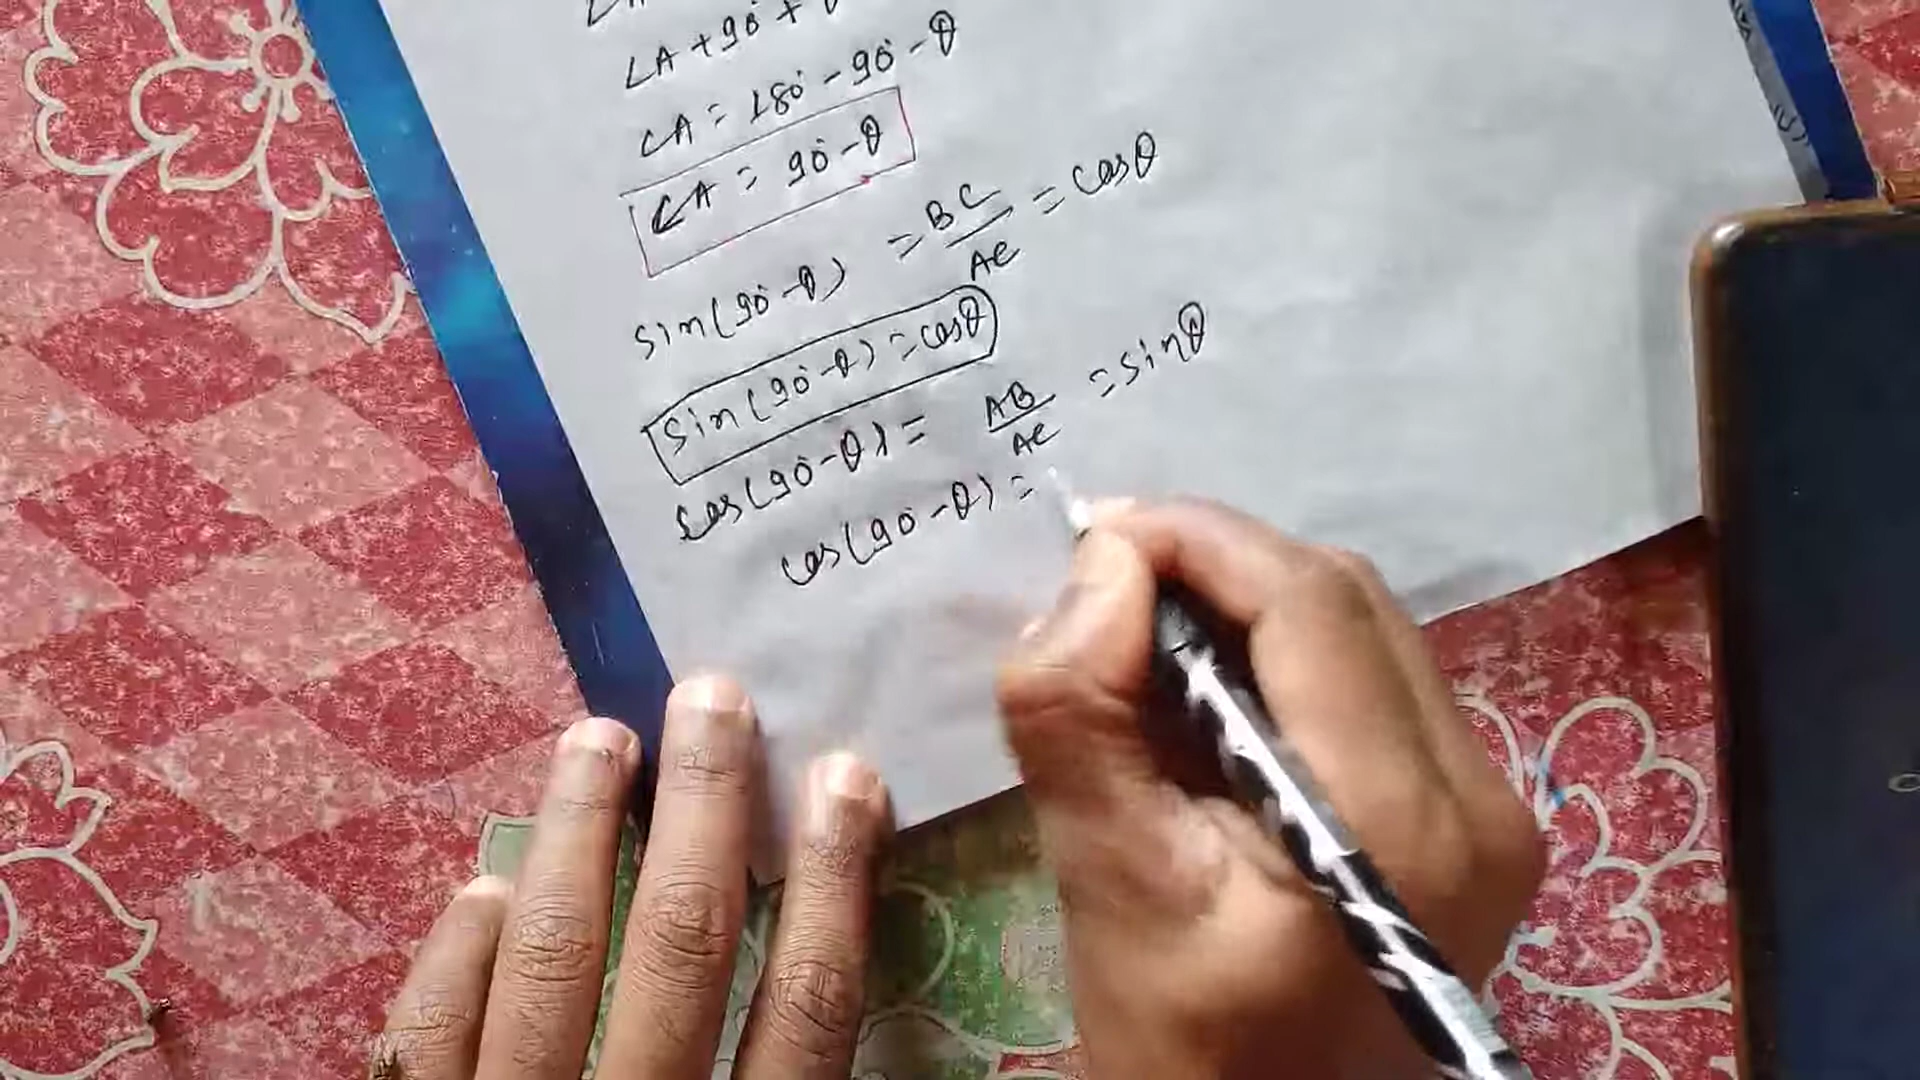 ∠A + 90° +
∠A = 180° - 90° - θ
∠A = 90° - θ
sin(90° - θ) = BC/AC = cosθ
sin(90° - θ) = cosθ
cos(90° - θ) = AB/AC = sinθ
cos(90° - θ) =